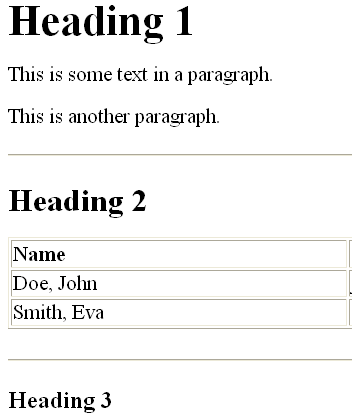 Heading 1
This is some text in a paragraph.
This is another paragraph.
Heading 2
Name
Doe, John
Smith, Eva
Heading 3